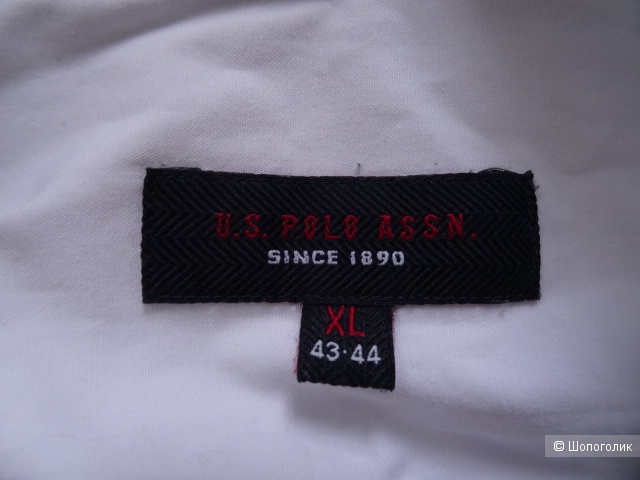 U.S. POLO ASSN.
SINCE 1890
XL
43·44
© Шопоголик